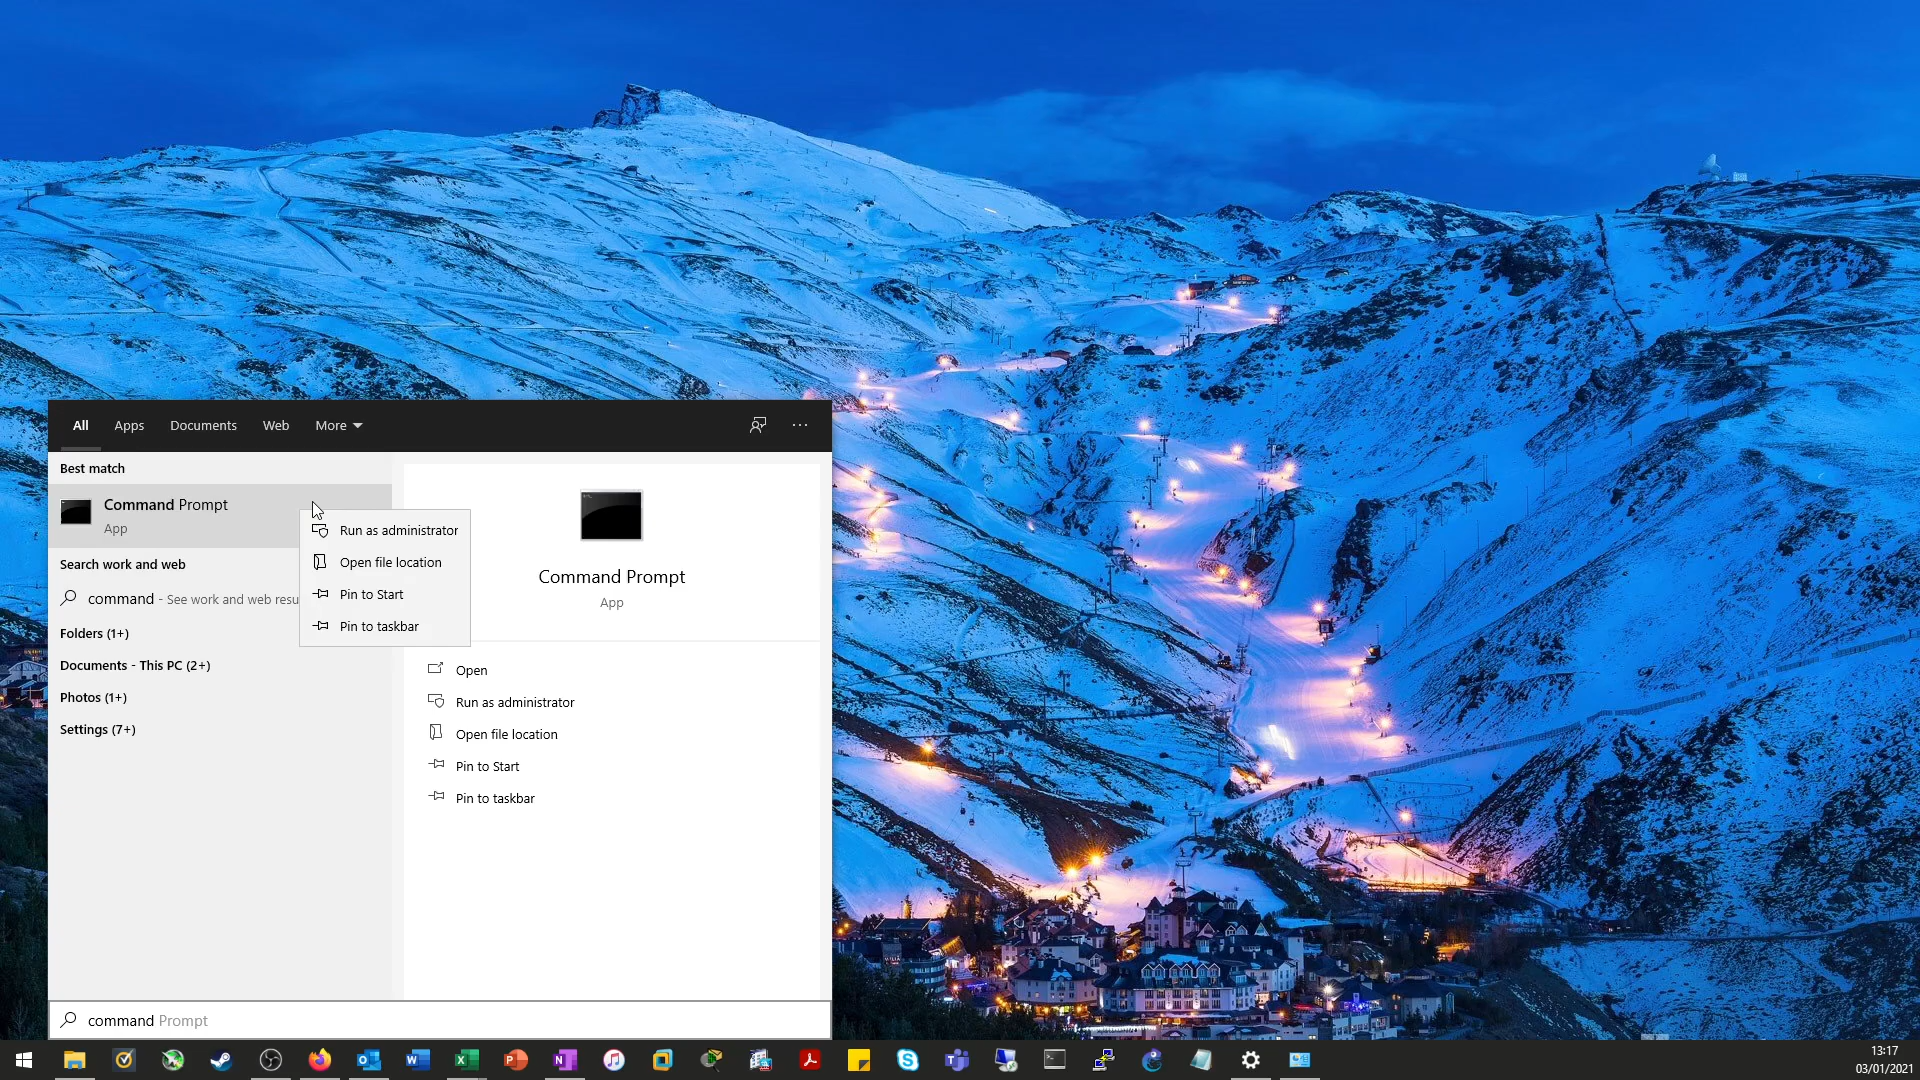 All Apps Documents Web More
Best match
Command Prompt
App
Search work and web
command - See work and web resu
Folders (1+)
Documents - This PC (2+)
Photos (1+)
Settings (7+)
Run as administrator
Open file location
Pin to Start
Pin to taskbar
Command Prompt
App
Open
Run as administrator
Open file location
Pin to Start
Pin to taskbar
command Prompt
13:17
03/01/2021